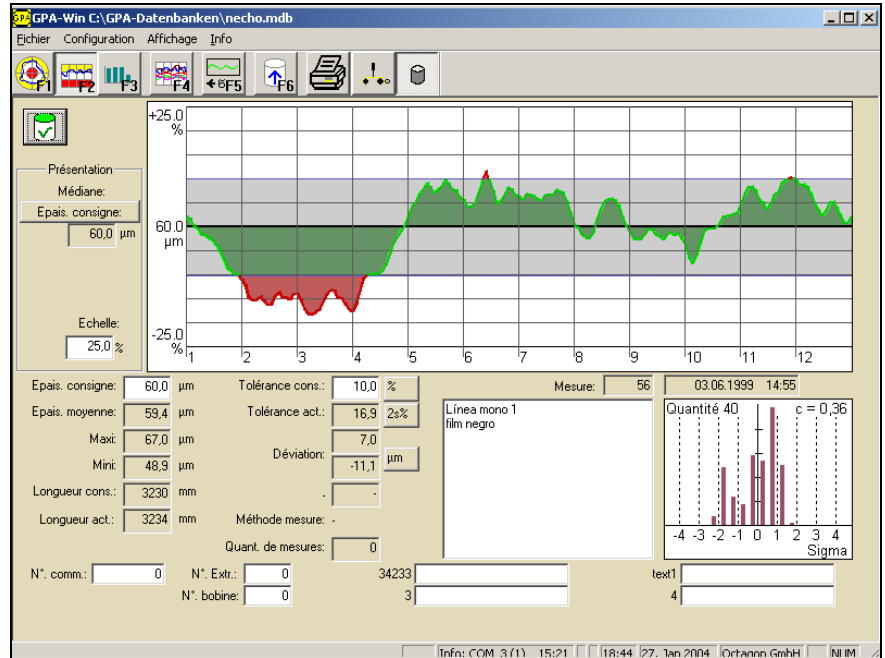 GPA-Win C:\GPA-Datenbanken\necho.mdb
Fichier Configuration Affichage Info
F1 F2 F3 F4 F5 F6
+25.0 %
Présentation
Médiane:
Epais. consigne:
60,0 µm
60.0 µm
Echelle:
25,0 %
-25.0 %
1 2 3 4 5 6 7 8 9 10 11 12
Epais. consigne: 60,0 µm Tolérance cons.: 10,0 % Mesure: 56 03.06.1999 14:55
Epais. moyenne: 59,4 µm Tolérance act.: 16,9 2s%
Maxi: 67,0 µm Déviation: 7,0
Mini: 48,9 µm -11,1 µm
Longueur cons.: 3230 mm - -
Longueur act.: 3234 mm Méthode mesure: -
Quant. de mesures: 0
Línea mono 1
film negro
Quantité 40 c = 0,36
-4 -3 -2 -1 0 1 2 3 4
Sigma
N°. comm.: 0 N°. Extr.: 0 34233 text1
N°. bobine: 0 3 4
Info: COM 3 (1) 15:21 18:44 27. Jan 2004 Octagon GmbH NUM